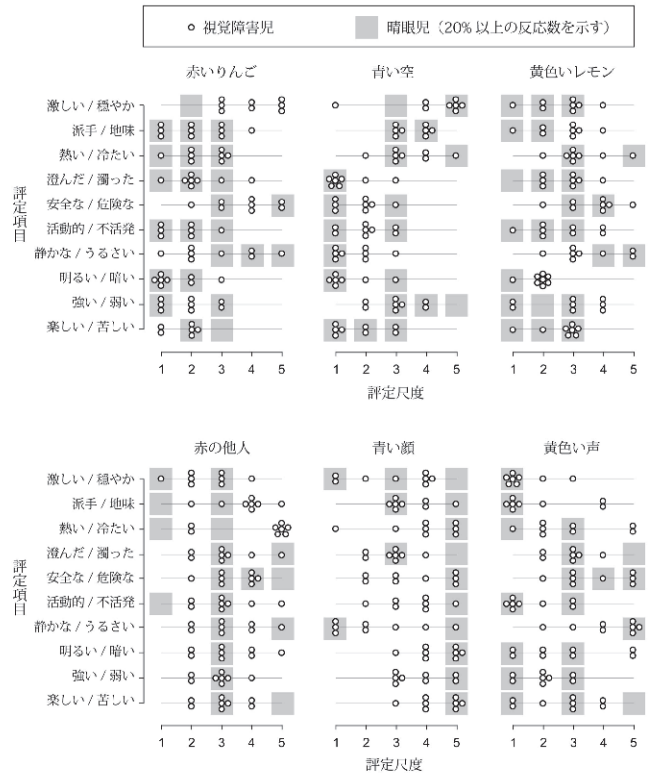 視覚障害児 晴眼児（20%以上の反応数を示す）
赤いりんご 青い空 黄色いレモン
評定項目
激しい / 穏やか
派手 / 地味
熱い / 冷たい
澄んだ / 濁った
安全な / 危険な
活動的 / 不活発
静かな / うるさい
明るい / 暗い
強い / 弱い
楽しい / 苦しい
1 2 3 4 5 1 2 3 4 5 1 2 3 4 5
評定尺度
赤の他人 青い顔 黄色い声
評定項目
激しい / 穏やか
派手 / 地味
熱い / 冷たい
澄んだ / 濁った
安全な / 危険な
活動的 / 不活発
静かな / うるさい
明るい / 暗い
強い / 弱い
楽しい / 苦しい
1 2 3 4 5 1 2 3 4 5 1 2 3 4 5
評定尺度